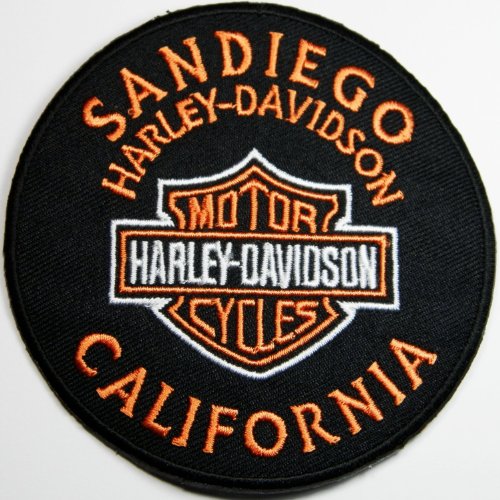 SANDIEGO
HARLEY-DAVIDSON
MOTOR
HARLEY-DAVIDSON
CYCLES
CALIFORNIA